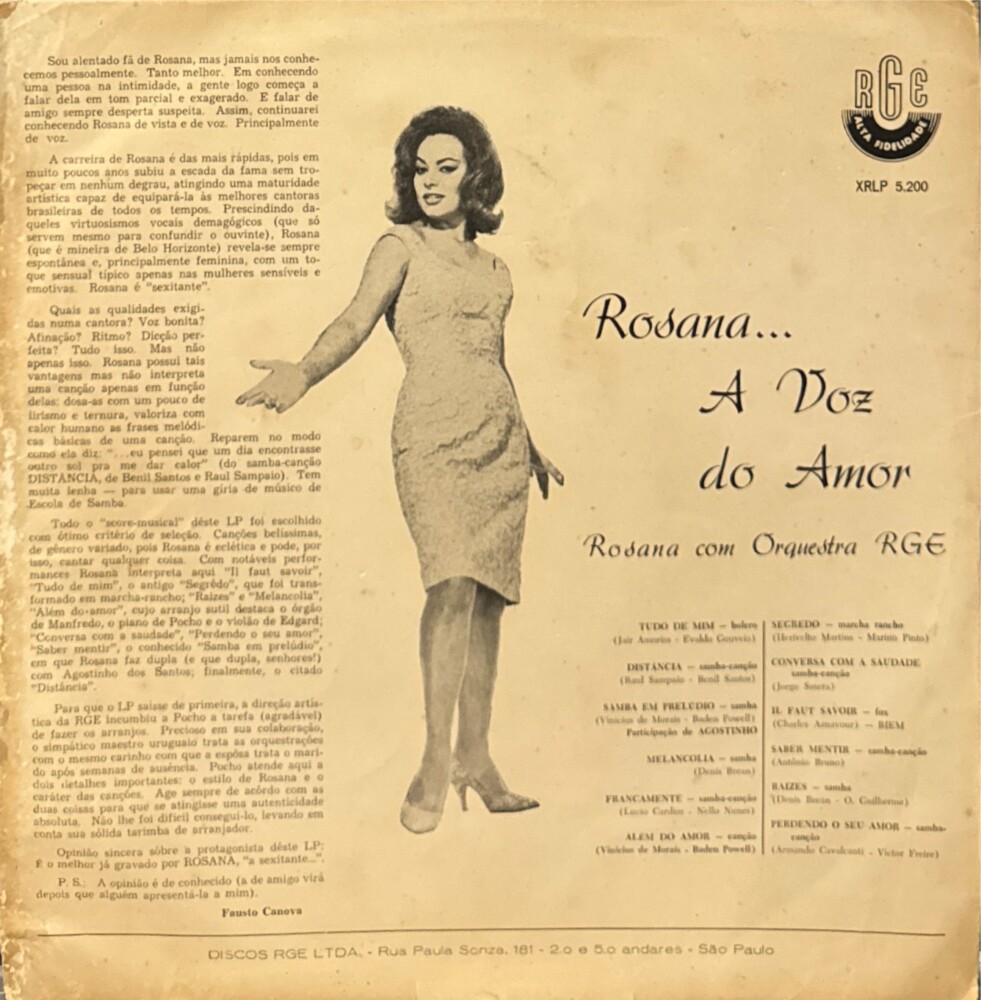 Sou alentado fã de Rosana, mas jamais nos conhe-
cemos pessoalmente. Tanto melhor. Em conhecendo
uma pessoa na intimidade, a gente logo começa a
falar dela em tom parcial e exagerado. E falar de
amigo sempre desperta suspeita. Assim, continuarei
conhecendo Rosana de vista e de voz. Principalmente
de voz.
A carreira de Rosana é das mais rápidas, pois em
muito poucos anos subiu a escada da fama sem tro-
peçar em nenhum degrau, atingindo uma maturidade
artística capaz de equipará-la às melhores cantoras
brasileiras de todos os tempos. Prescindindo da-
queles virtuosismos vocais demagógicos (que só
servem mesmo para confundir o ouvinte), Rosana
(que é mineira de Belo Horizonte) revela-se sempre
espontânea e, principalmente feminina, com um to-
que sensual típico apenas nas mulheres sensíveis e
emotivas. Rosana é "sexitante".
Quais as qualidades exigi-
das numa cantora? Voz bonita?
Afinação? Ritmo? Dicção per-
feita? Tudo isso. Mas não
apenas isso. Rosana possui tais
vantagens mas não interpreta
uma canção apenas em função
delas: dosa-as com um pouco de
lirismo e ternura, valoriza com
calor humano as frases melódi-
cas básicas de uma canção. Reparem no modo
como ela diz: "...eu pensei que um dia encontrasse
outro sol pra me dar calor" (do samba-canção
DISTÂNCIA, de Benil Santos e Raul Sampaio). Tem
muita lenha — para usar uma gíria de músico de
Escola de Samba.
Todo o "score-musical" dêste LP foi escolhido
com ótimo critério de seleção. Canções belíssimas,
de gênero variado, pois Rosana é eclética e pode, por
isso, cantar qualquer coisa. Com notáveis perfor-
mances Rosana interpreta aqui "Il faut savoir",
"Tudo de mim", o antigo "Segrêdo", que foi trans-
formado em marcha-rancho; "Raízes" e "Melancolia",
"Além do-amor", cujo arranjo sutil destaca o órgão
de Manfredo, o piano de Pocho e o violão de Edgard;
"Conversa com a saudade", "Perdendo o seu amor",
"Saber mentir", o conhecido "Samba em prelúdio",
em que Rosana faz dupla (e que dupla, senhores!)
com Agostinho dos Santos; finalmente, o citado
"Distância".
Para que o LP saísse de primeira, a direção artís-
tica da RGE incumbiu a Pocho a tarefa (agradável)
de fazer os arranjos. Precioso em sua colaboração,
o simpático maestro uruguaio trata as orquestrações
com o mesmo carinho com que a espôsa trata o mari-
do após semanas de ausência. Pocho atende aqui a
dois detalhes importantes: o estilo de Rosana e o
caráter das canções. Age sempre de acôrdo com as
duas coisas para que se atingisse uma autenticidade
absoluta. Não lhe foi difícil consegui-lo, levando em
conta sua sólida tarimba de arranjador.
Opinião sincera sôbre a protagonista dêste LP:
É o melhor já gravado por ROSANA, "a sexitante...".
P. S.: A opinião é de conhecido (a de amigo virá
depois que alguém apresentá-la a mim).
Fausto Canova
RGE
ALTA FIDELIDADE
XRLP 5.200
Rosana...
A Voz
do Amor
Rosana com Orquestra RGE
TUDO DE MIM — bolero
(Jair Amorim - Evaldo Gouveia)
DISTÂNCIA — samba-canção
(Raul Sampaio - Benil Santos)
SAMBA EM PRELÚDIO — samba
(Vinícius de Morais - Baden Powell)
Participação de AGOSTINHO
MELANCOLIA — samba
(Denis Brean)
FRANCAMENTE — samba-canção
(Lucio Cardim - Nello Nunes)
ALÉM DO AMOR — canção
(Vinícius de Morais - Baden Powell)
SEGREDO — marcha rancho
(Herivelto Martins - Marino Pinto)
CONVERSA COM A SAUDADE
samba-canção
(Jorge Smera)
IL FAUT SAVOIR — fox
(Charles Aznavour) — BIEM
SABER MENTIR — samba-canção
(Antônio Bruno)
RAIZES — samba
(Denis Brean - O. Guilherme)
PERDENDO O SEU AMOR — samba-
canção
(Armando Cavalcanti - Victor Freire)
DISCOS RGE LTDA. - Rua Paula Souza, 181 - 2.o e 5.o andares - São Paulo